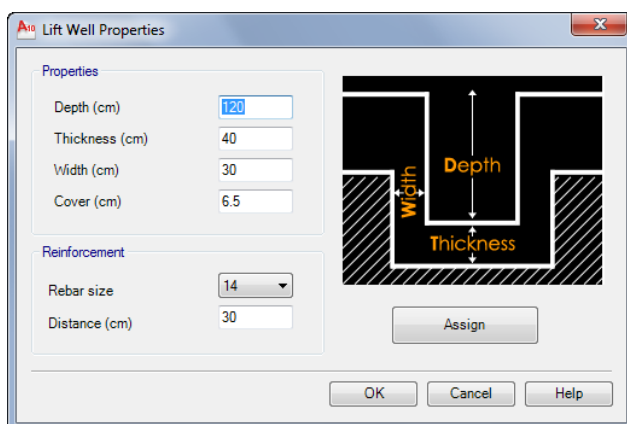 A10 Lift Well Properties
Properties
Depth (cm) 120
Thickness (cm) 40
Width (cm) 30
Cover (cm) 6.5
Depth
Width
Thickness
Reinforcement
Rebar size 14
Distance (cm) 30
Assign
OK Cancel Help